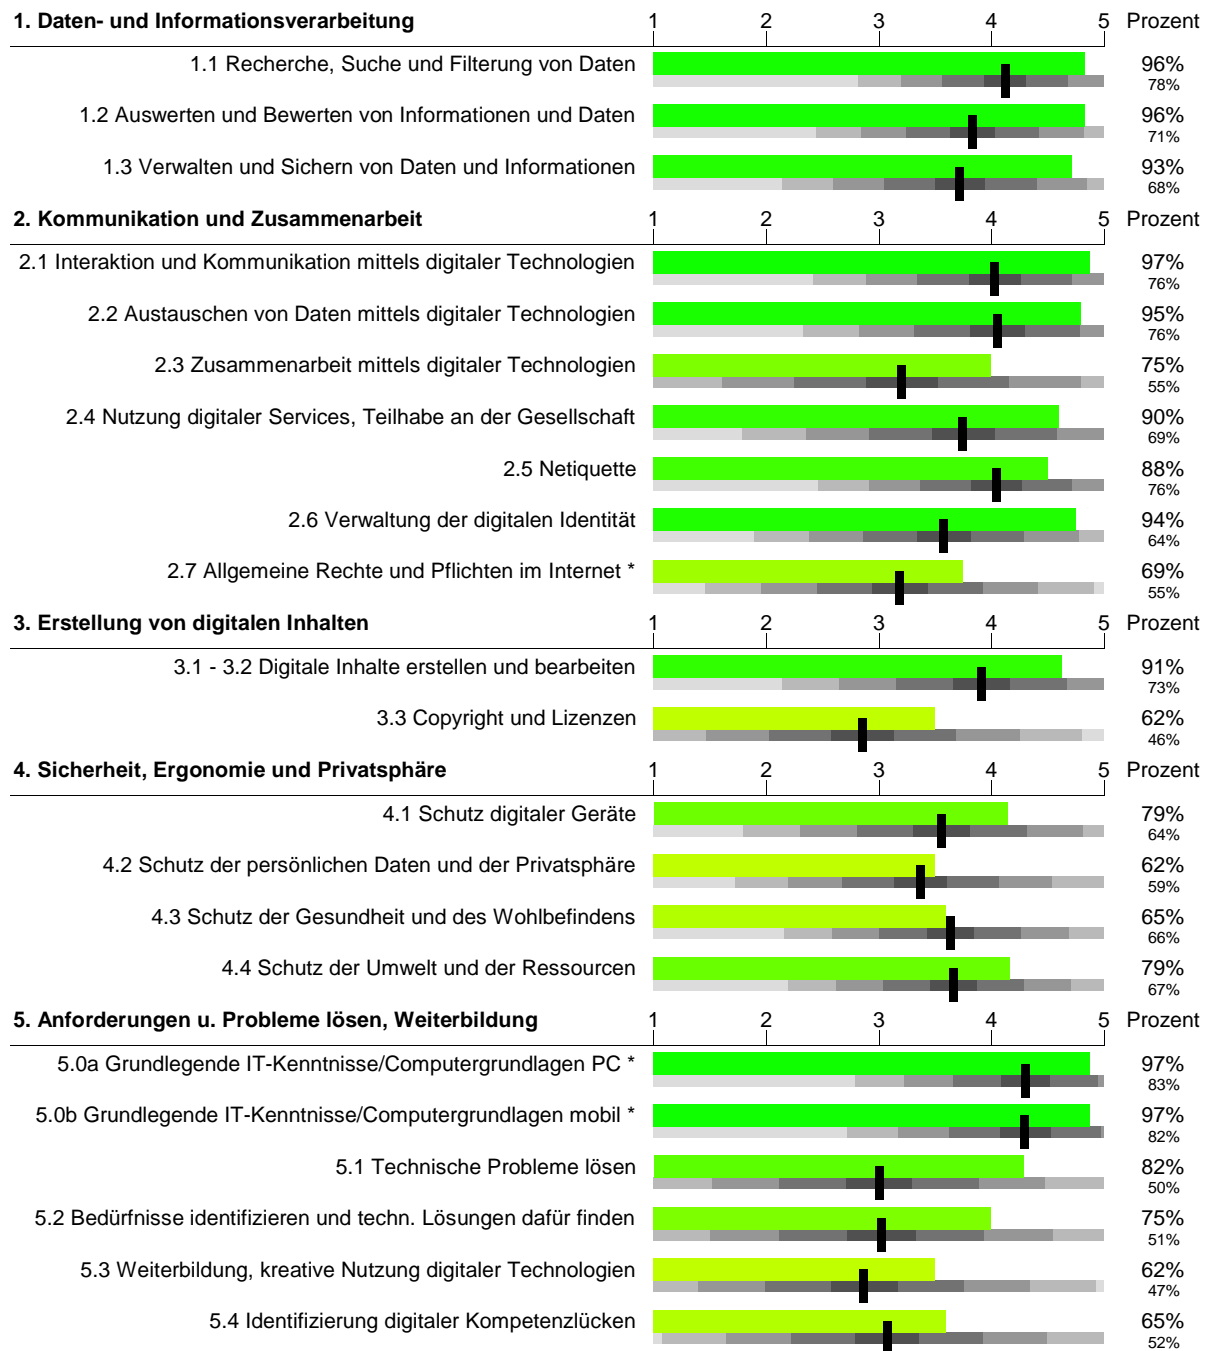 1. Daten- und Informationsverarbeitung 1 2 3 4 5 Prozent
1.1 Recherche, Suche und Filterung von Daten 96%
78%
1.2 Auswerten und Bewerten von Informationen und Daten 96%
71%
1.3 Verwalten und Sichern von Daten und Informationen 93%
68%
2. Kommunikation und Zusammenarbeit 1 2 3 4 5 Prozent
2.1 Interaktion und Kommunikation mittels digitaler Technologien 97%
76%
2.2 Austauschen von Daten mittels digitaler Technologien 95%
76%
2.3 Zusammenarbeit mittels digitaler Technologien 75%
55%
2.4 Nutzung digitaler Services, Teilhabe an der Gesellschaft 90%
69%
2.5 Netiquette 88%
76%
2.6 Verwaltung der digitalen Identität 94%
64%
2.7 Allgemeine Rechte und Pflichten im Internet * 69%
55%
3. Erstellung von digitalen Inhalten 1 2 3 4 5 Prozent
3.1 - 3.2 Digitale Inhalte erstellen und bearbeiten 91%
73%
3.3 Copyright und Lizenzen 62%
46%
4. Sicherheit, Ergonomie und Privatsphäre 1 2 3 4 5 Prozent
4.1 Schutz digitaler Geräte 79%
64%
4.2 Schutz der persönlichen Daten und der Privatsphäre 62%
59%
4.3 Schutz der Gesundheit und des Wohlbefindens 65%
66%
4.4 Schutz der Umwelt und der Ressourcen 79%
67%
5. Anforderungen u. Probleme lösen, Weiterbildung 1 2 3 4 5 Prozent
5.0a Grundlegende IT-Kenntnisse/Computergrundlagen PC * 97%
83%
5.0b Grundlegende IT-Kenntnisse/Computergrundlagen mobil * 97%
82%
5.1 Technische Probleme lösen 82%
50%
5.2 Bedürfnisse identifizieren und techn. Lösungen dafür finden 75%
51%
5.3 Weiterbildung, kreative Nutzung digitaler Technologien 62%
47%
5.4 Identifizierung digitaler Kompetenzlücken 65%
52%